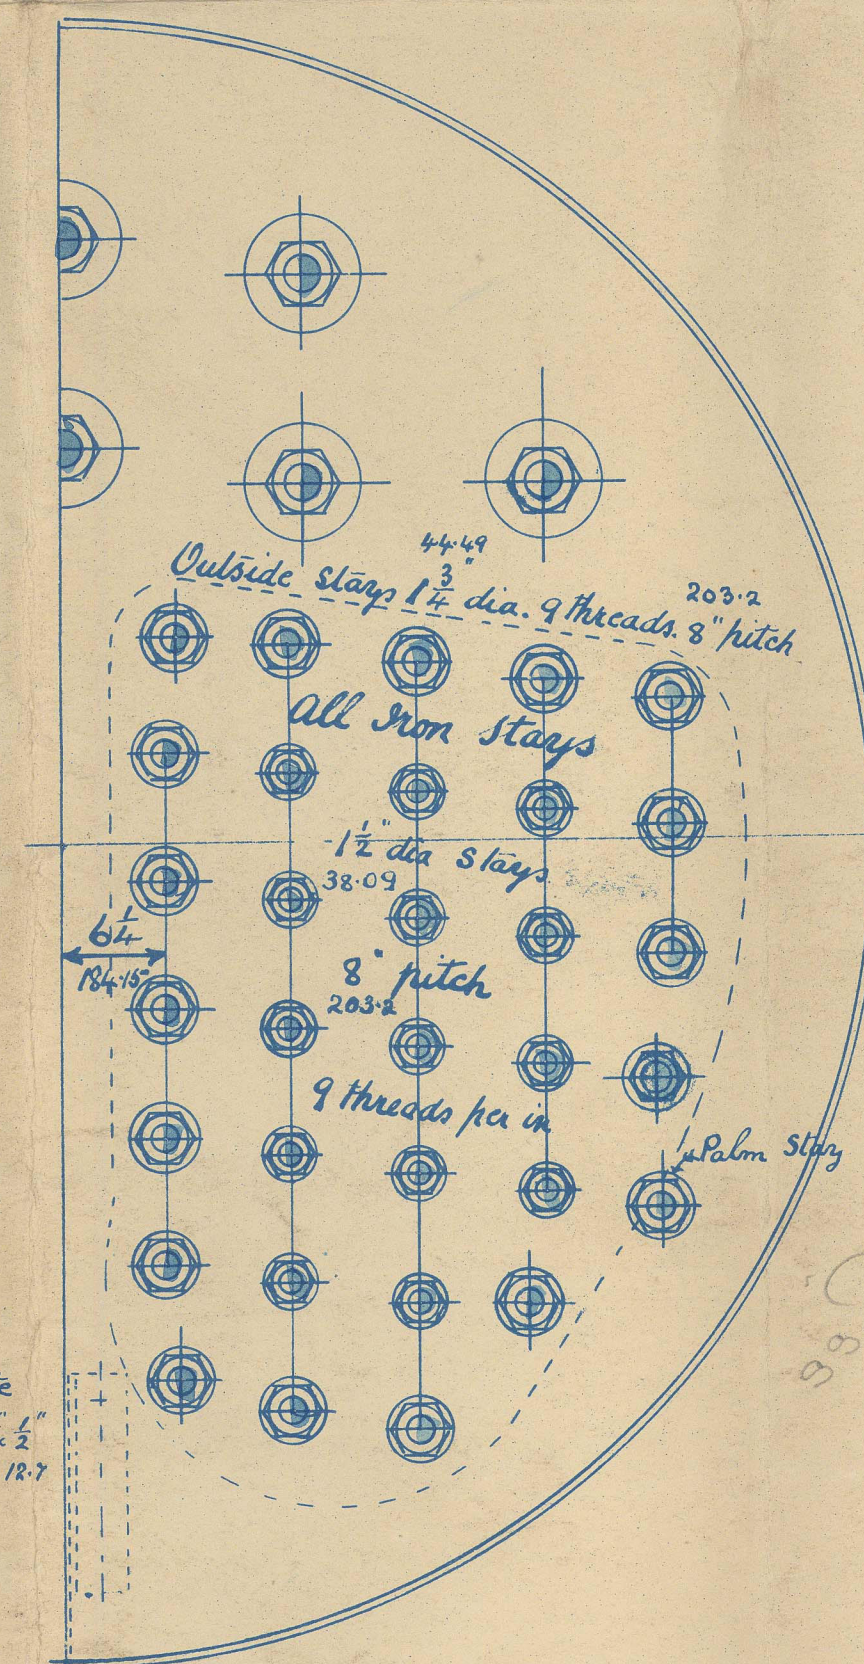 44.49
Outside Stays 1 3/4" dia. 9 threads. 8" pitch
203.2
All Iron Stays
1 1/2" dia Stays
38.09
6 1/4
184.15
8" pitch
203.2
9 threads per in
Palm Stay
1/2"
12.7